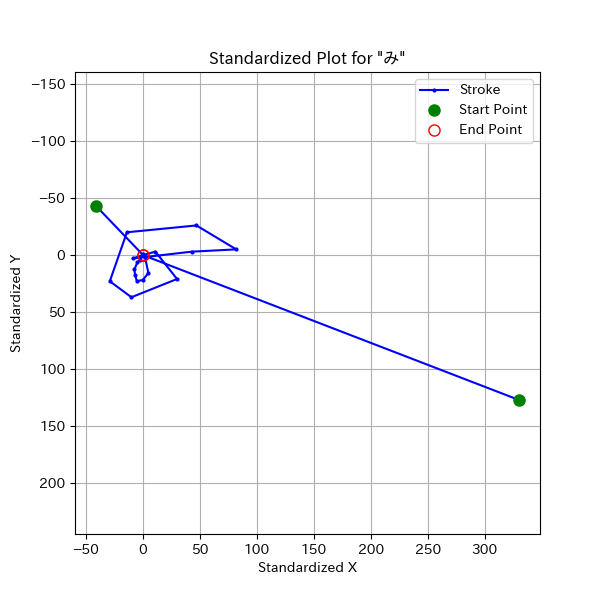 Standardized Plot for "み"
Stroke
Start Point
End Point
Standardized Y
−150
−100
−50
0
50
100
150
200
−50 0 50 100 150 200 250 300
Standardized X